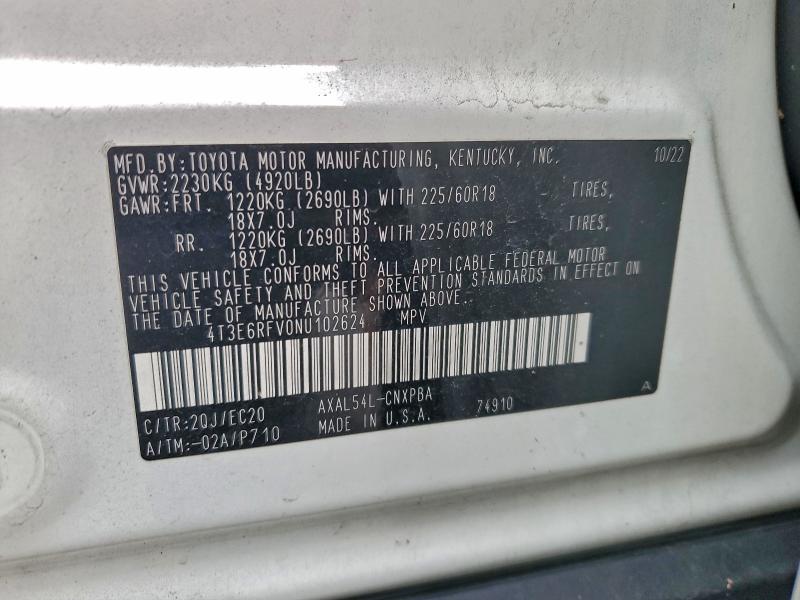 MFD.BY:TOYOTA MOTOR MANUFACTURING, KENTUCKY, INC. 10/22
GVWR:2230KG (4920LB)
GAWR:FRT. 1220KG (2690LB) WITH 225/60R18 TIRES,
18X7.0J RIMS.
RR. 1220KG (2690LB) WITH 225/60R18 TIRES,
18X7.0J RIMS.
THIS VEHICLE CONFORMS TO ALL APPLICABLE FEDERAL MOTOR
VEHICLE SAFETY AND THEFT PREVENTION STANDARDS IN EFFECT ON
THE DATE OF MANUFACTURE SHOWN ABOVE.
4T3E6RFV0NU102624 MPV
C/TR:2QJ/EC20 AXAL54L-CNXPBA A
A/TM:-02A/P710 MADE IN U.S.A. 74910